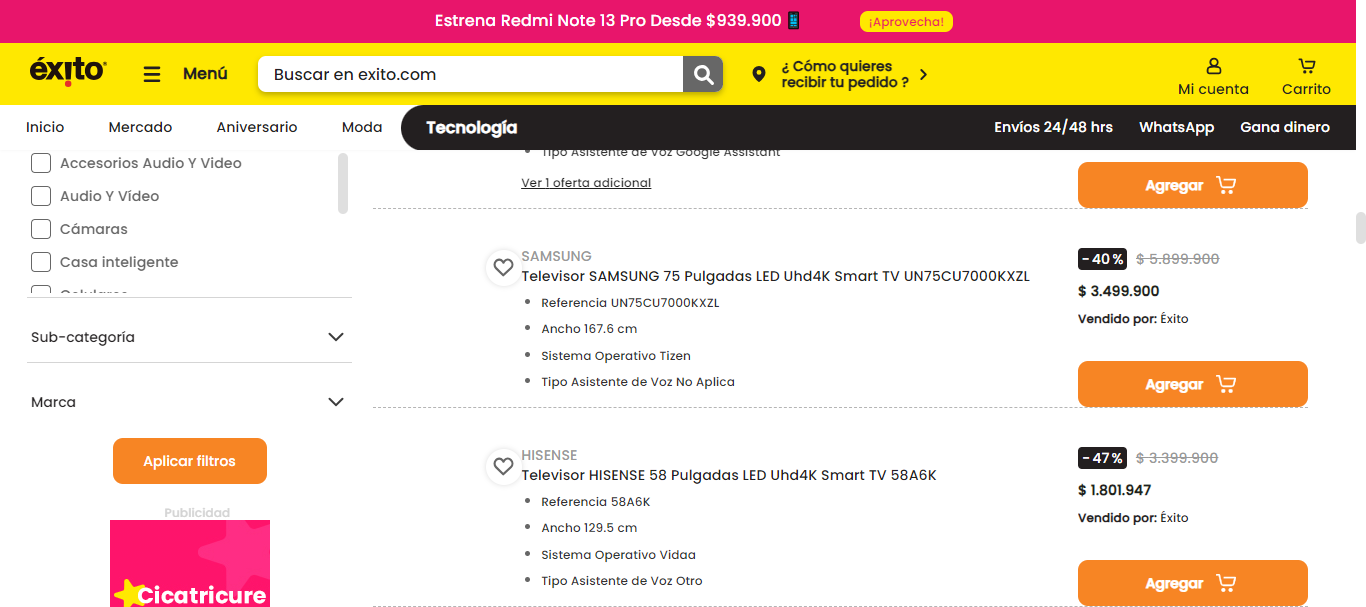 Estrena Redmi Note 13 Pro Desde $939.900
¡Aprovecha!
éxito
Menú
Buscar en exito.com
¿ Cómo quieres
recibir tu pedido ?
Mi cuenta
Carrito
Inicio
Mercado
Aniversario
Moda
Tecnología
Envíos 24/48 hrs
WhatsApp
Gana dinero
Accesorios Audio Y Video
Audio Y Vídeo
Cámaras
Casa inteligente
Celulares
Sub-categoría
Marca
Aplicar filtros
Publicidad
Cicatricure
Tipo Asistente de Voz Google Assistant
Ver 1 oferta adicional
Agregar
SAMSUNG
Televisor SAMSUNG 75 Pulgadas LED Uhd4K Smart TV UN75CU7000KXZL
Referencia UN75CU7000KXZL
Ancho 167.6 cm
Sistema Operativo Tizen
Tipo Asistente de Voz No Aplica
- 40 % $ 5.899.900
$ 3.499.900
Vendido por: Éxito
Agregar
HISENSE
Televisor HISENSE 58 Pulgadas LED Uhd4K Smart TV 58A6K
Referencia 58A6K
Ancho 129.5 cm
Sistema Operativo Vidaa
Tipo Asistente de Voz Otro
- 47 % $ 3.399.900
$ 1.801.947
Vendido por: Éxito
Agregar